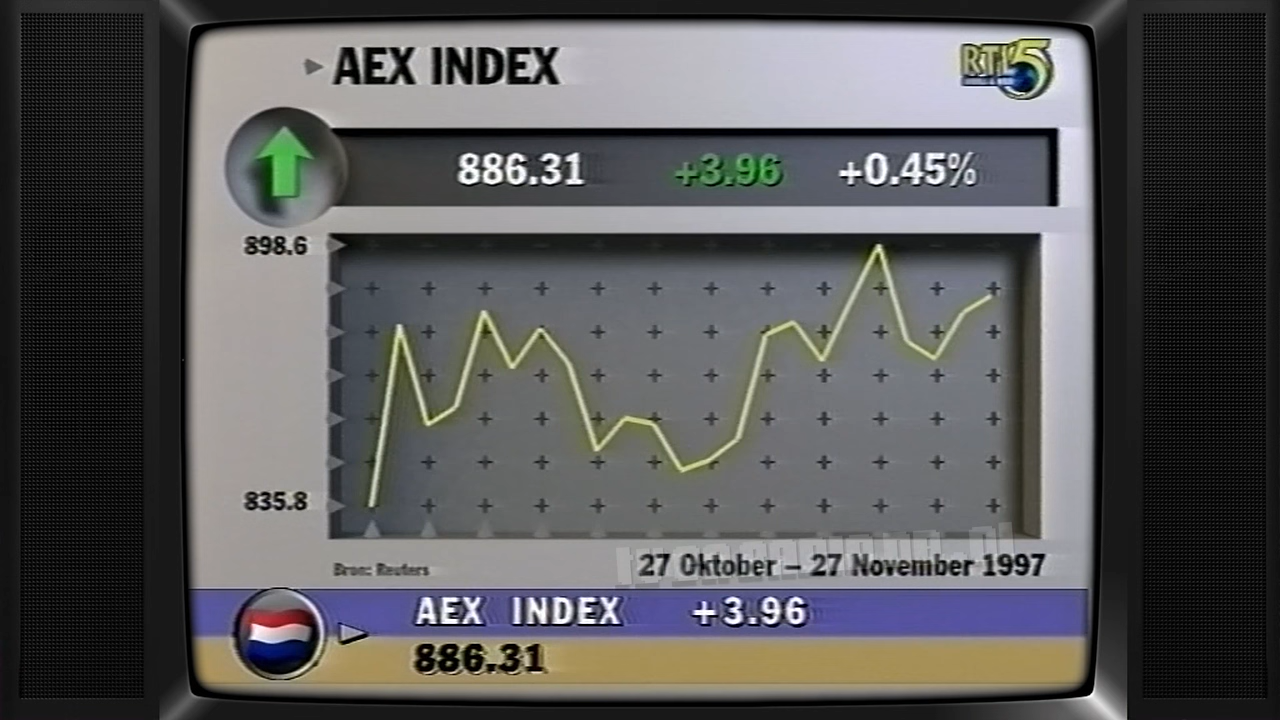 AEX INDEX
RTL5
886.31 +3.96 +0.45%
898.6
835.8
Bron: Reuters
27 Oktober – 27 November 1997
AEX INDEX +3.96
886.31